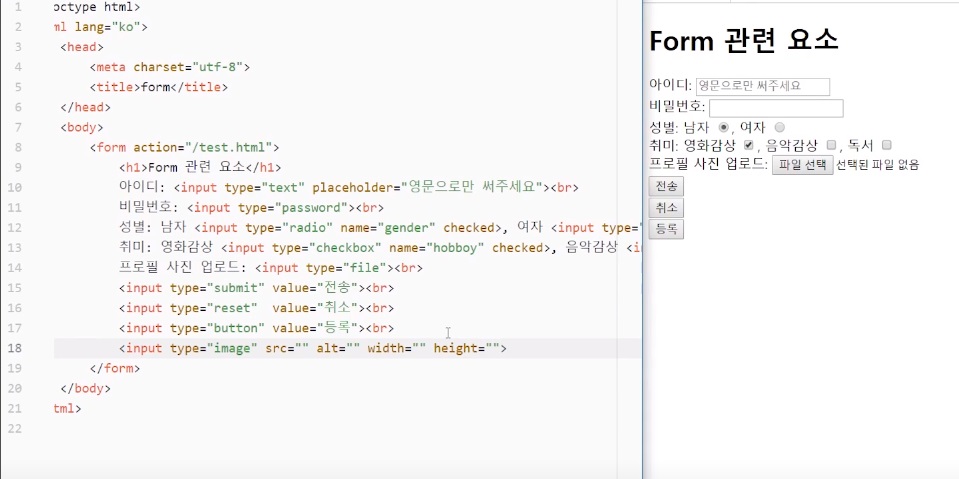 1 octype html>
2 ml lang="ko">
3 <head>
4 <meta charset="utf-8">
5 <title>form</title>
6 </head>
7 <body>
8 <form action="/test.html">
9 <h1>Form 관련 요소</h1>
10 아이디: <input type="text" placeholder="영문으로만 써주세요"><br>
11 비밀번호: <input type="password"><br>
12 성별: 남자 <input type="radio" name="gender" checked>, 여자 <input type="
13 취미: 영화감상 <input type="checkbox" name="hobboy" checked>, 음악감상 <i
14 프로필 사진 업로드: <input type="file"><br>
15 <input type="submit" value="전송"><br>
16 <input type="reset"  value="취소"><br>
17 <input type="button" value="등록"><br>
18 <input type="image" src="" alt="" width="" height="">
19 </form>
20 </body>
21 tml>
22
Form 관련 요소
아이디: 영문으로만 써주세요
비밀번호:
성별: 남자 , 여자
취미: 영화감상 , 음악감상 , 독서
프로필 사진 업로드: 파일 선택 선택된 파일 없음
전송
취소
등록